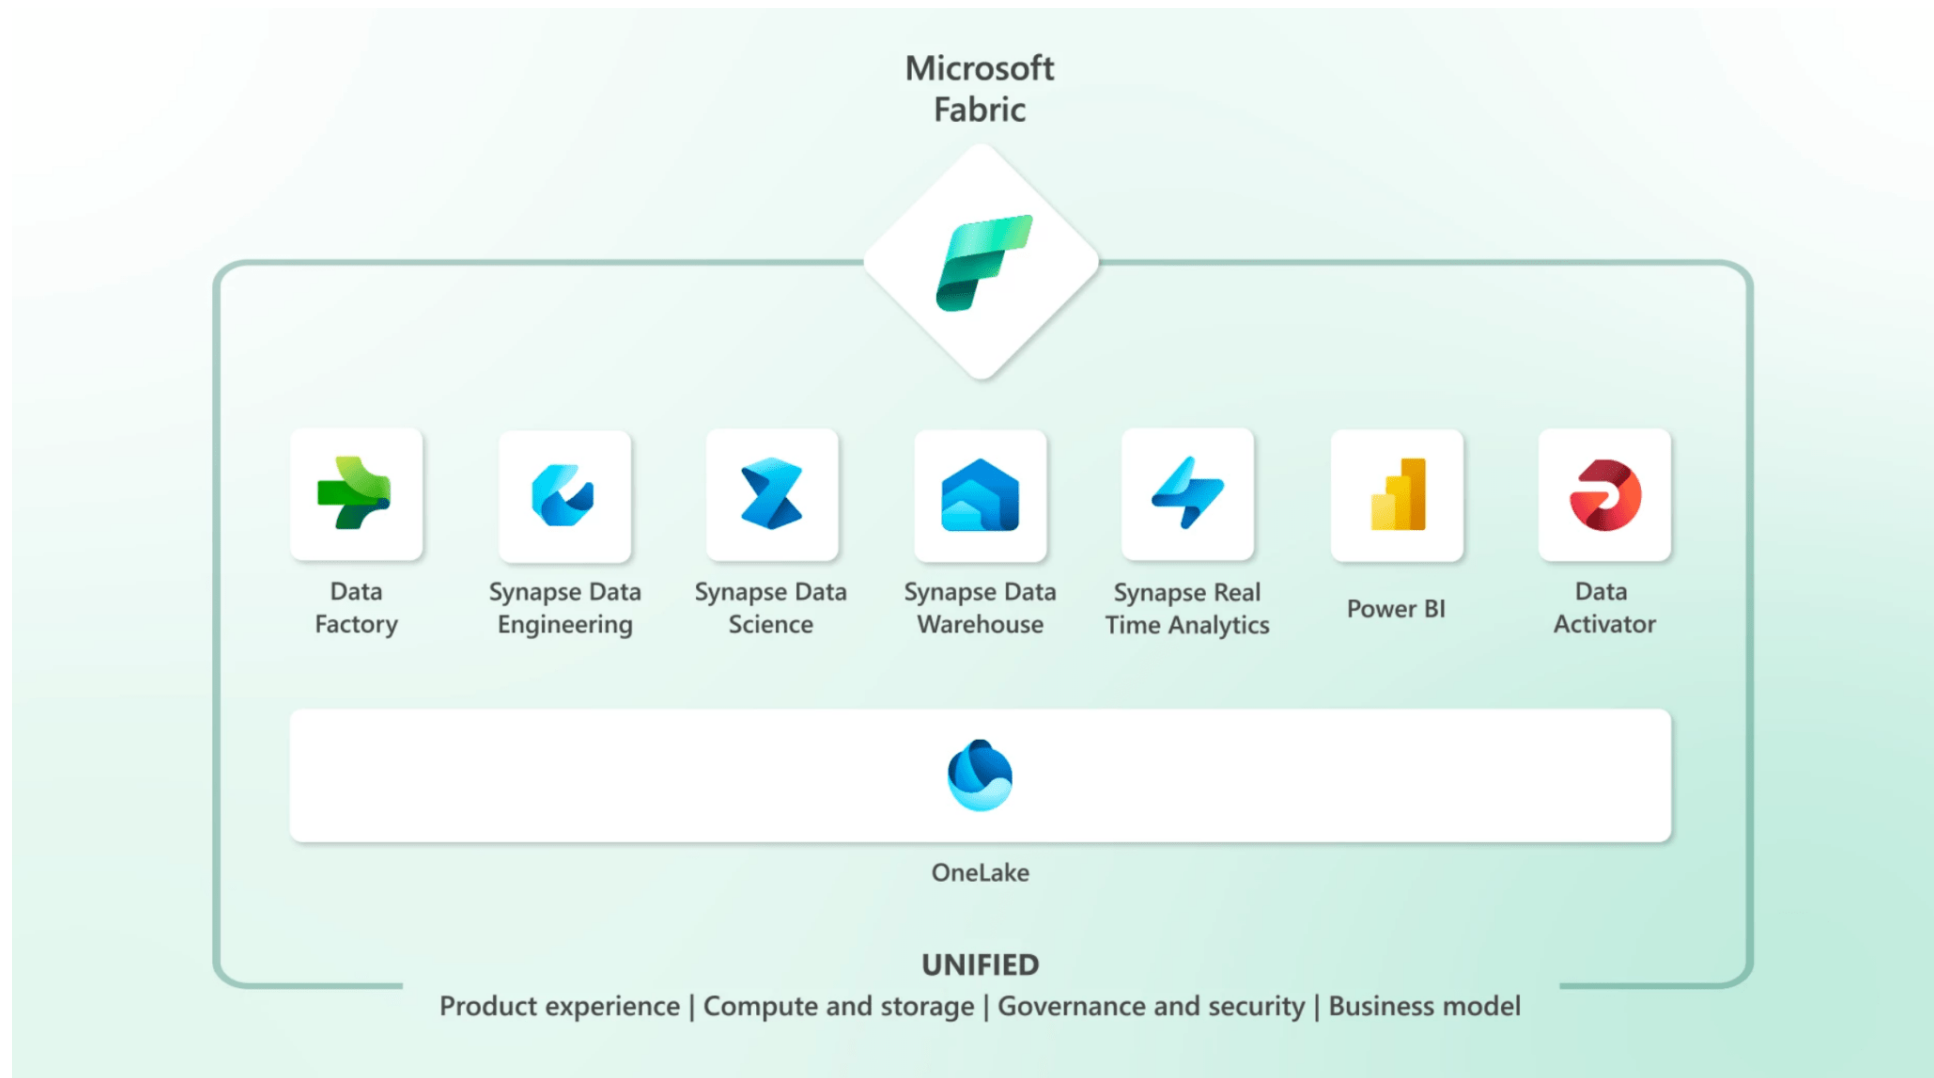 Microsoft
Fabric
Data
Factory
Synapse Data
Engineering
Synapse Data
Science
Synapse Data
Warehouse
Synapse Real
Time Analytics
Power BI
Data
Activator
OneLake
UNIFIED
Product experience | Compute and storage | Governance and security | Business model